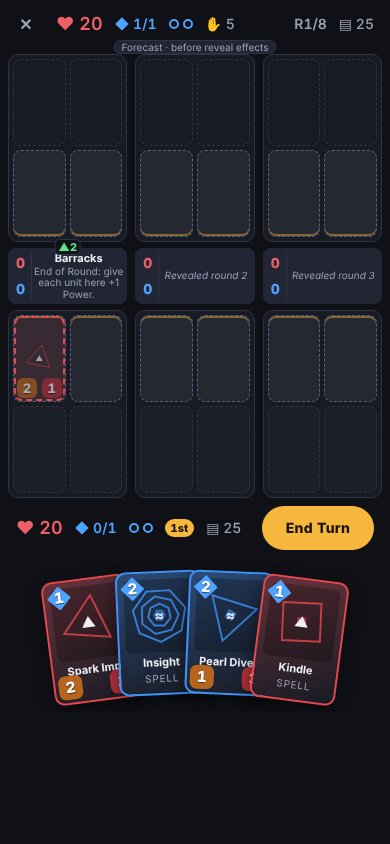 ✕ ♥ 20 ◆ 1/1 ✋ 5 R1/8 ▤ 25
Forecast · before reveal effects
▲2
0
0
Barracks
End of Round: give
each unit here +1
Power.
0
0
Revealed round 2
0
0
Revealed round 3
2 1
♥ 20 ◆ 0/1 1st ▤ 25
End Turn
1
Spark Imp
2
2
Insight
SPELL
2
Pearl Dive
1
1
Kindle
SPELL